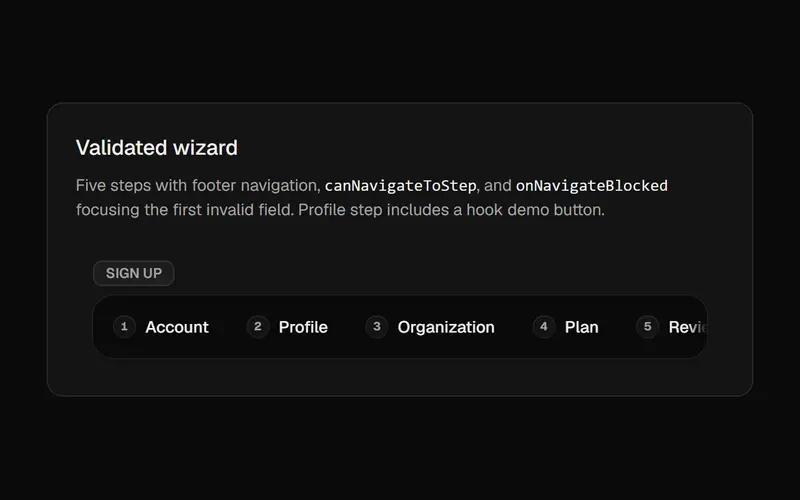 Validated wizard
Five steps with footer navigation, canNavigateToStep, and onNavigateBlocked
focusing the first invalid field. Profile step includes a hook demo button.
SIGN UP
1 Account 2 Profile 3 Organization 4 Plan 5